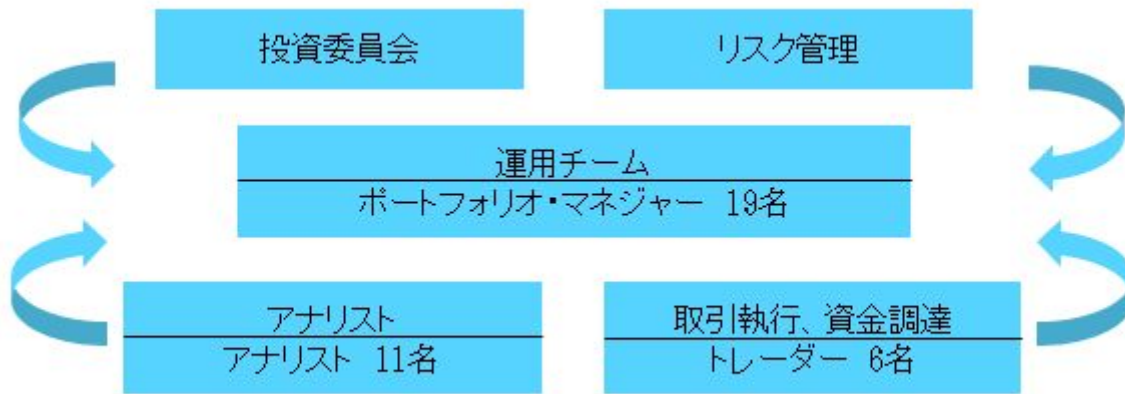 投資委員会
リスク管理
運用チーム
ポートフォリオ・マネジャー 19名
アナリスト
アナリスト 11名
取引執行、資金調達
トレーダー 6名